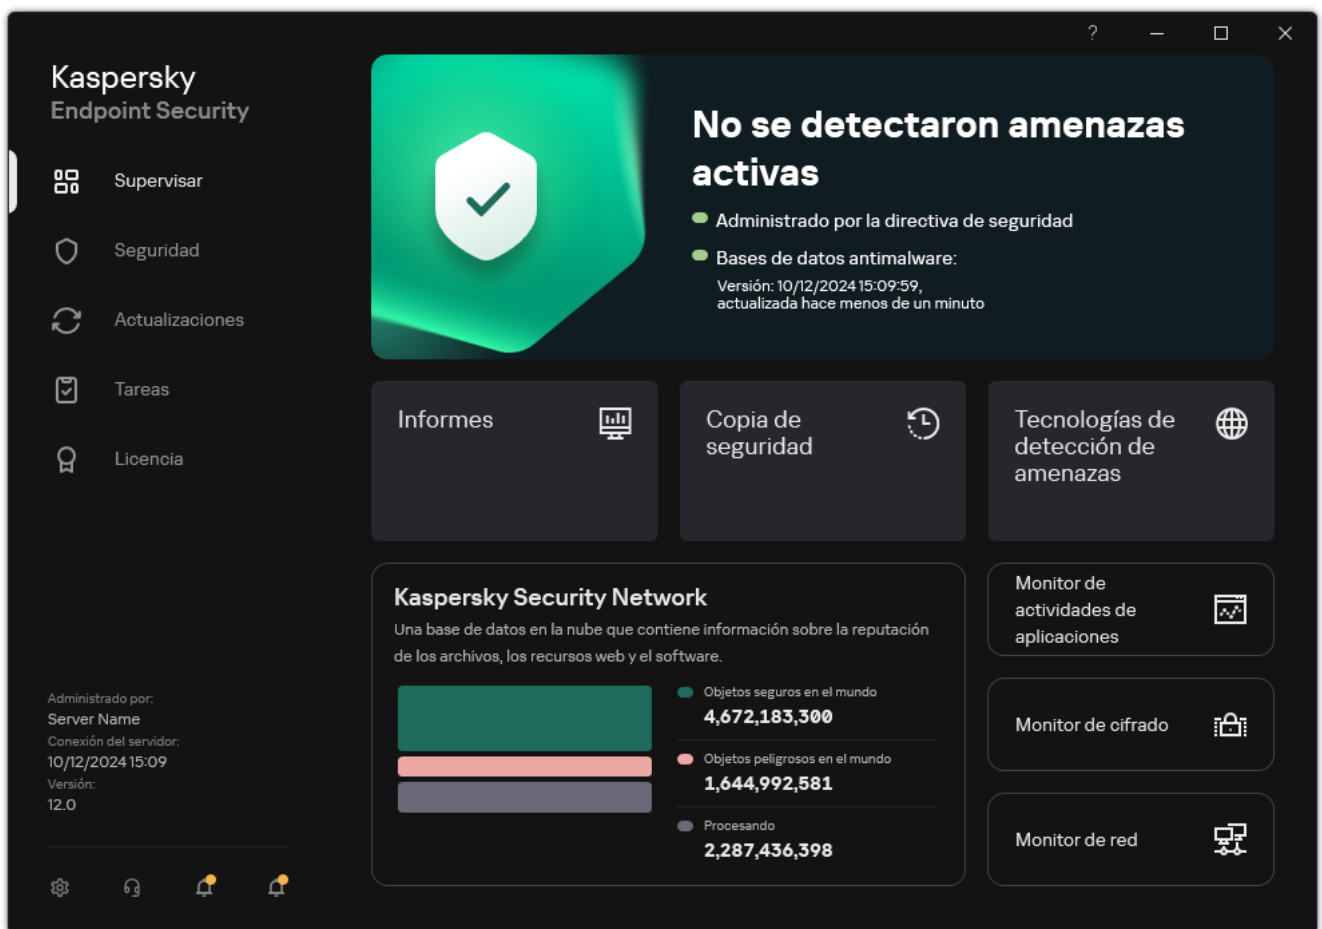 ?
Kaspersky
Endpoint Security
Supervisar
Seguridad
Actualizaciones
Tareas
Licencia
Administrado por:
Server Name
Conexión del servidor:
10/12/2024 15:09
Versión:
12.0
No se detectaron amenazas
activas
Administrado por la directiva de seguridad
Bases de datos antimalware:
Versión: 10/12/2024 15:09:59,
actualizada hace menos de un minuto
Informes
Copia de
seguridad
Tecnologías de
detección de
amenazas
Kaspersky Security Network
Una base de datos en la nube que contiene información sobre la reputación
de los archivos, los recursos web y el software.
Objetos seguros en el mundo
4,672,183,300
Objetos peligrosos en el mundo
1,644,992,581
Procesando
2,287,436,398
Monitor de
actividades de
aplicaciones
Monitor de cifrado
Monitor de red